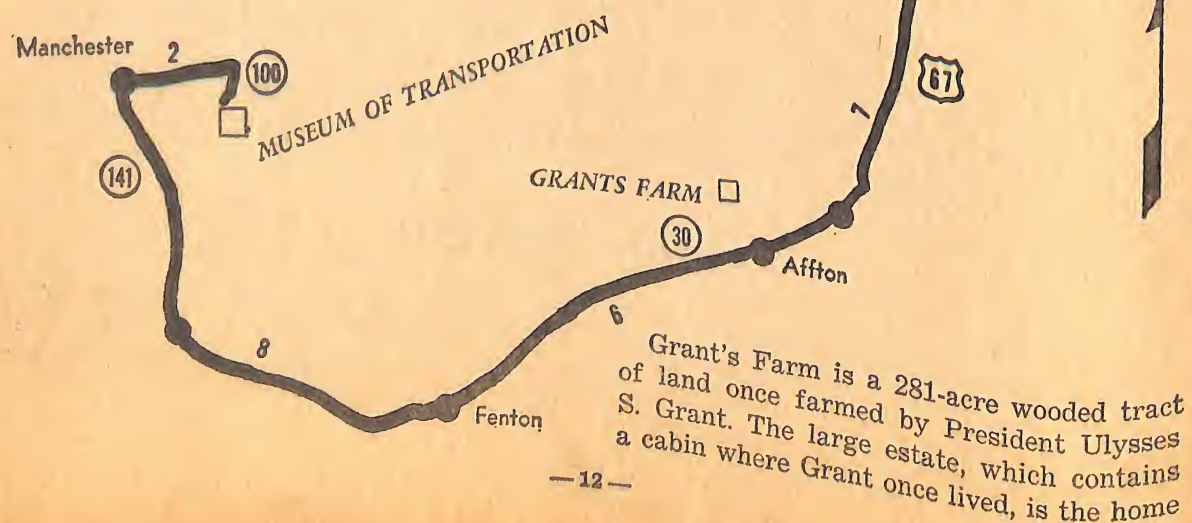 Manchester
2
100
MUSEUM OF TRANSPORTATION
67
7
141
GRANTS FARM
30
Affton
6
8
Fenton
Grant's Farm is a 281-acre wooded tract
of land once farmed by President Ulysses
S. Grant. The large estate, which contains
a cabin where Grant once lived, is the home
—12—